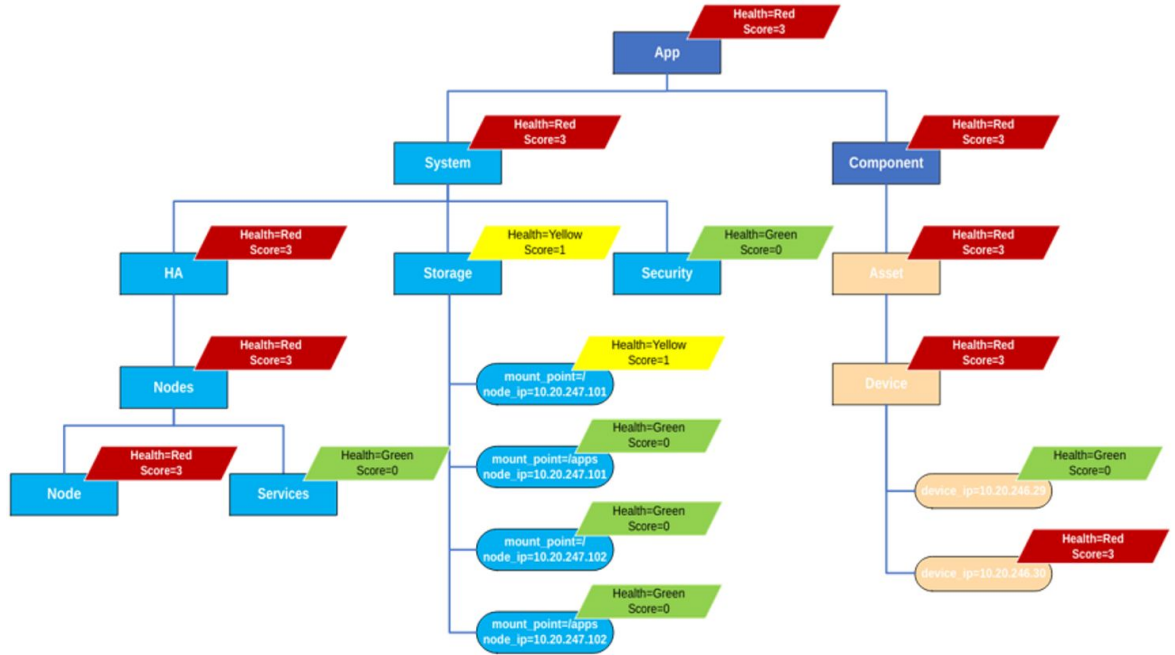 Health=Red
Score=3
App
Health=Red
Score=3
System
Health=Red
Score=3
Component
Health=Red
Score=3
HA
Health=Yellow
Score=1
Storage
Health=Green
Score=0
Security
Health=Red
Score=3
Asset
Health=Red
Score=3
Nodes
Health=Yellow
Score=1
mount_point=/
node_ip=10.20.247.101
Health=Red
Score=3
Device
Health=Red
Score=3
Node
Health=Green
Score=0
Services
Health=Green
Score=0
mount_point=/apps
node_ip=10.20.247.101
Health=Green
Score=0
device_ip=10.20.246.29
Health=Green
Score=0
mount_point=/
node_ip=10.20.247.102
Health=Red
Score=3
device_ip=10.20.246.30
Health=Green
Score=0
mount_point=/apps
node_ip=10.20.247.102